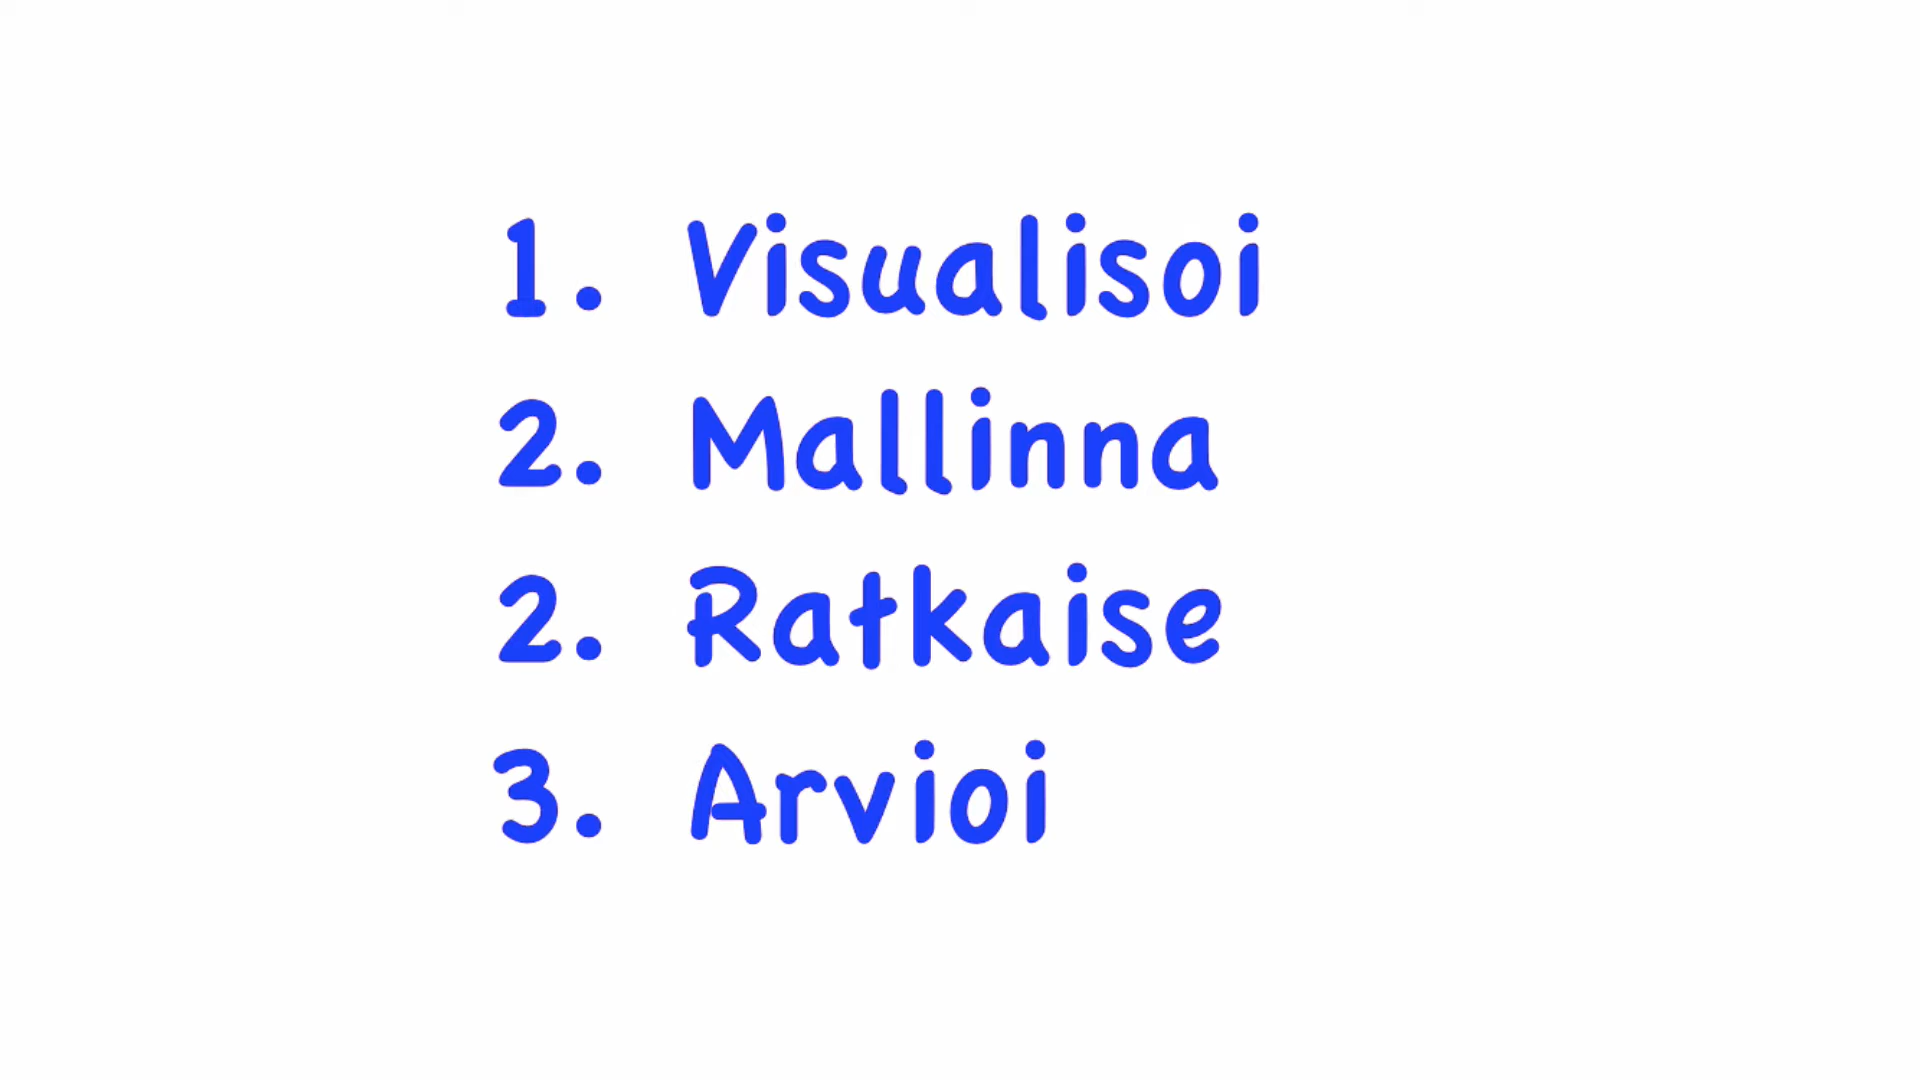 1. Visualisoi
2. Mallinna
2. Ratkaise
3. Arvioi